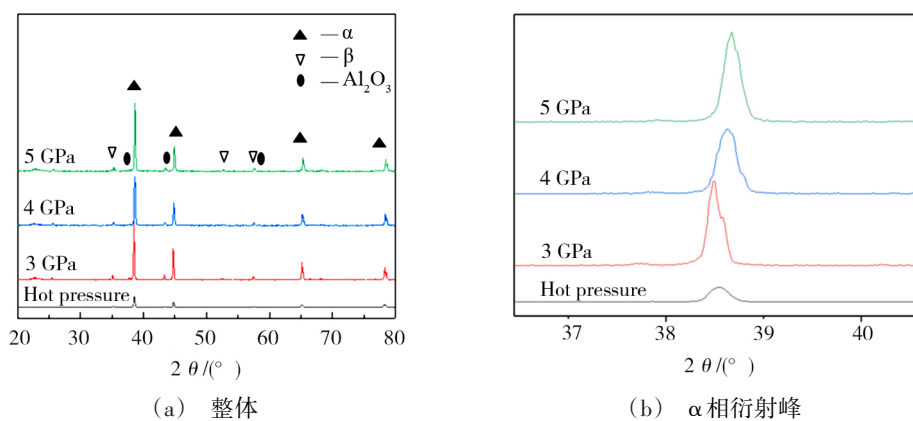 ▲ — α
▽ — β
● — Al₂O₃
5 GPa
4 GPa
3 GPa
Hot pressure
20 30 40 50 60 70 80
2 θ/(°)
(a) 整体
5 GPa
4 GPa
3 GPa
Hot pressure
37 38 39 40
2 θ/(°)
(b) α相衍射峰